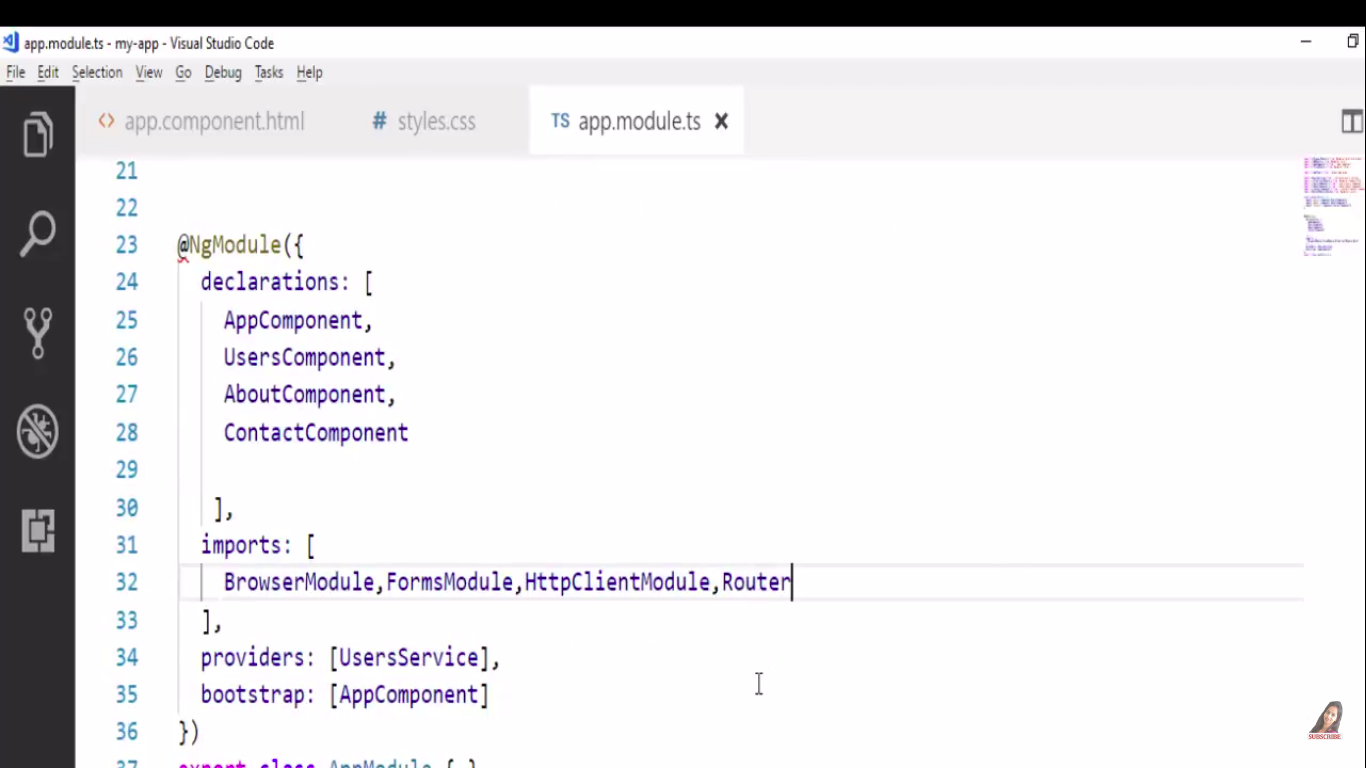 app.module.ts - my-app - Visual Studio Code
File Edit Selection View Go Debug Tasks Help
<> app.component.html # styles.css TS app.module.ts ×
21
22
23 @NgModule({
24 declarations: [
25 AppComponent,
26 UsersComponent,
27 AboutComponent,
28 ContactComponent
29
30 ],
31 imports: [
32 BrowserModule,FormsModule,HttpClientModule,Router
33 ],
34 providers: [UsersService],
35 bootstrap: [AppComponent]
36 })
37 export class AppModule { }
SUBSCRIBE